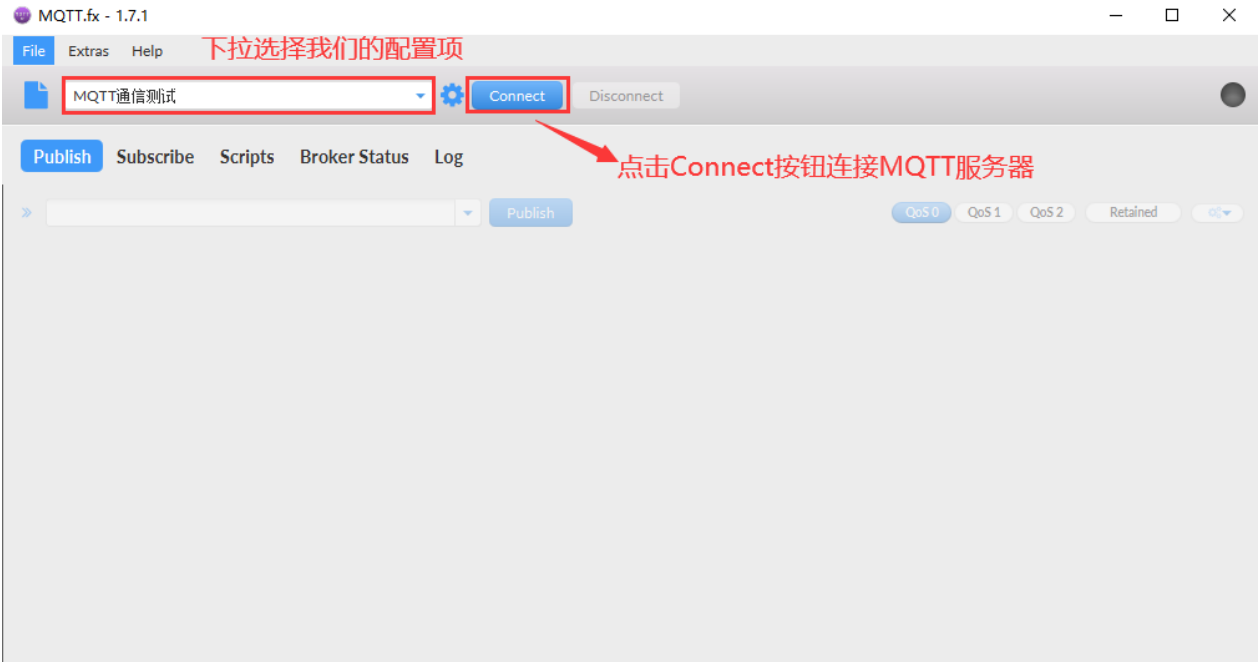 MQTT.fx - 1.7.1
File Extras Help 下拉选择我们的配置项
MQTT通信测试 Connect Disconnect
Publish Subscribe Scripts Broker Status Log
点击Connect按钮连接MQTT服务器
Publish QoS 0 QoS 1 QoS 2 Retained